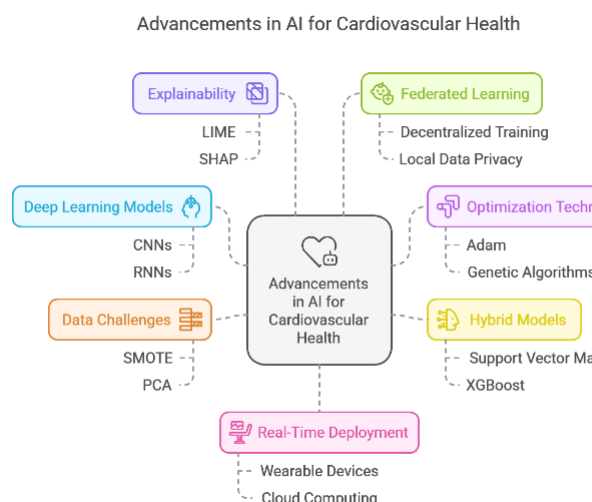 Advancements in AI for Cardiovascular Health
Explainability
LIME
SHAP
Federated Learning
Decentralized Training
Local Data Privacy
Deep Learning Models
CNNs
RNNs
Optimization
Adam
Genetic Algorithms
Advancements
in AI for
Cardiovascular
Health
Data Challenges
SMOTE
PCA
Hybrid Models
Support Vector
XGBoost
Real-Time Deployment
Wearable Devices
Cloud Computing